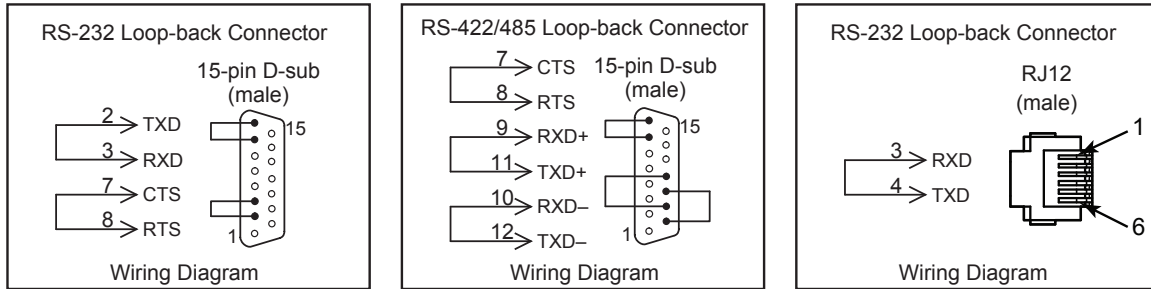 RS-232 Loop-back Connector
15-pin D-sub
(male)
2 TXD
15
3 RXD
7 CTS
8 RTS
1
Wiring Diagram
RS-422/485 Loop-back Connector
7 CTS
15-pin D-sub
(male)
8 RTS
9 RXD+
15
11 TXD+
10 RXD–
12 TXD–
1
Wiring Diagram
RS-232 Loop-back Connector
RJ12
(male)
1
3 RXD
4 TXD
6
Wiring Diagram